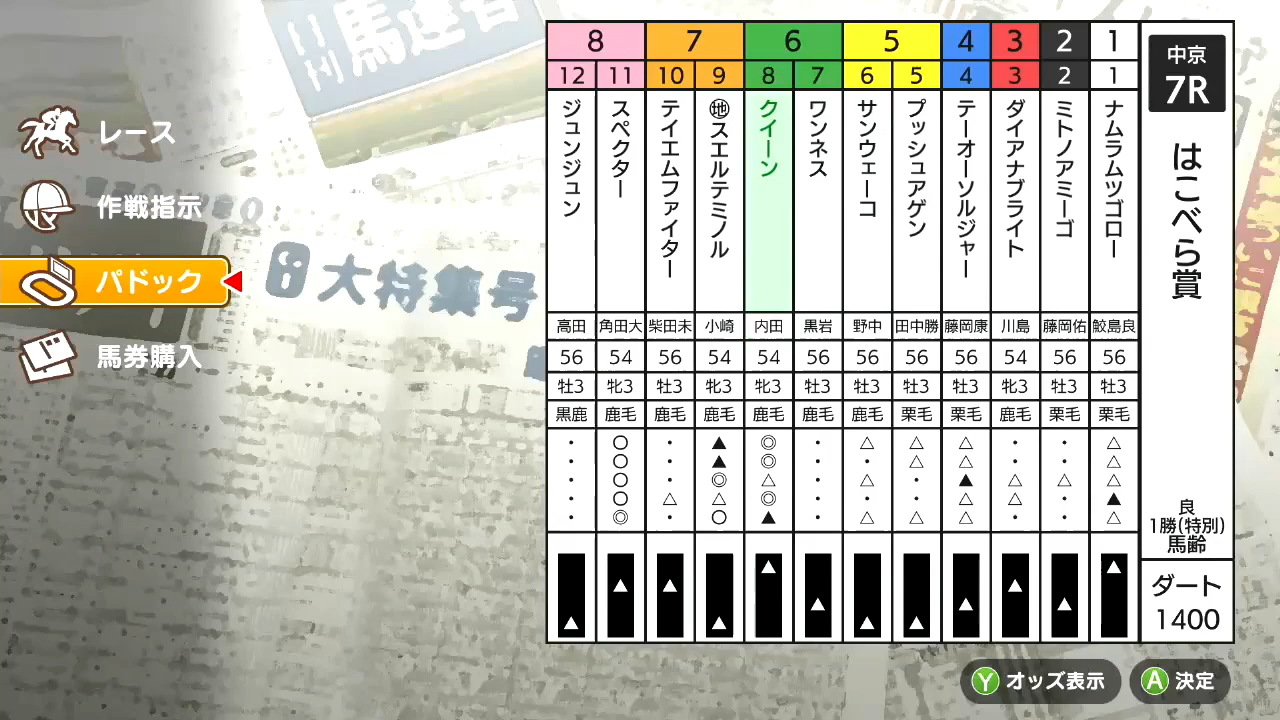 レース
作戦指示
パドック
馬券購入
大特集号
中京
7R
はこべら賞
良
1勝(特別)
馬齢
ダート
1400
8 7 6 5 4 3 2 1
12 11 10 9 8 7 6 5 4 3 2 1
ジュンジュン
スペクター
テイエムファイター
㊞スエルテミノル
クイーン
ワンネス
サンウェーコ
プッシュアゲン
テーオーソルジャー
ダイアナブライト
ミトノアミーゴ
ナムラムツゴロー
高田 角田大 柴田未 小崎 内田 黒岩 野中 田中勝 藤岡康 川島 藤岡佑 鮫島良
56 54 56 54 54 56 56 56 56 54 56 56
牡3 牝3 牡3 牝3 牝3 牡3 牡3 牡3 牡3 牝3 牡3 牡3
黒鹿 鹿毛 鹿毛 鹿毛 鹿毛 鹿毛 鹿毛 栗毛 栗毛 鹿毛 栗毛 栗毛
・ ○ ・ ▲ ◎ ・ △ △ △ ・ ・ △
・ ○ ・ ▲ ◎ ・ ・ △ △ ・ ・ △
・ ○ ・ ◎ △ ・ △ ・ ▲ △ △ △
・ ○ △ △ ◎ ・ ・ ・ △ △ ・ ▲
・ ◎ ・ ○ ▲ ・ △ △ △ ・ ・ △
Y オッズ表示
A 決定